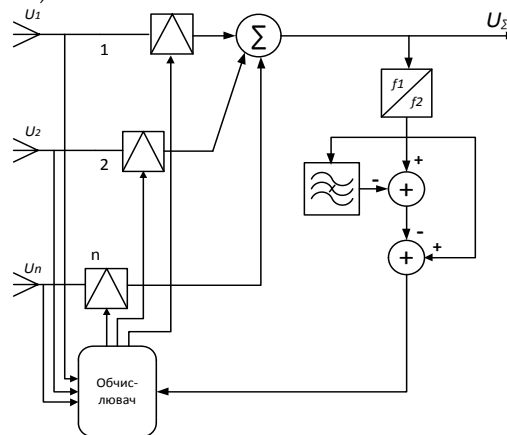 U1
1
Σ
UΣ
f1
f2
U2
2
+
-
+
-
+
+
Un
n
Обчис-
лювач